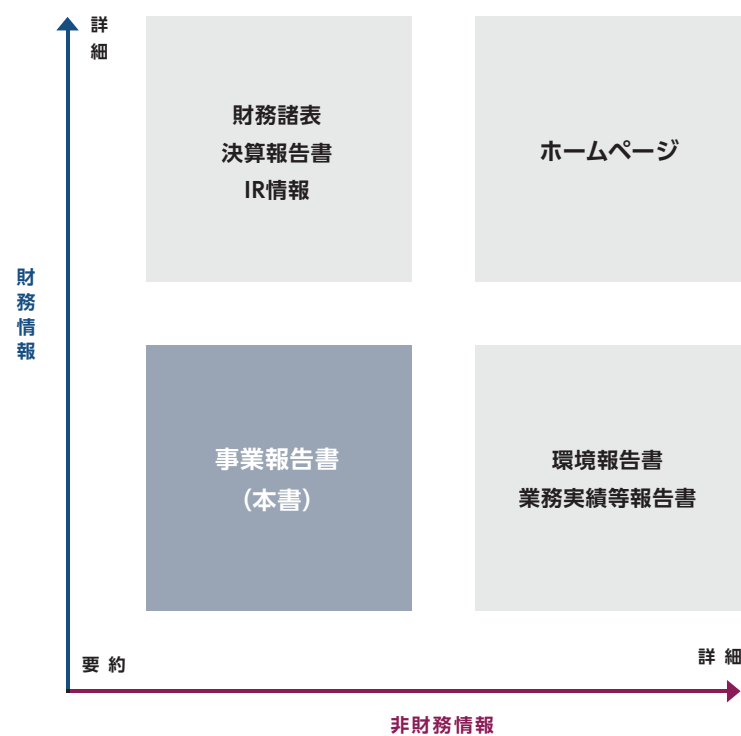 詳細
財務諸表
決算報告書
IR情報
ホームページ
財務情報
事業報告書
(本書)
環境報告書
業務実績等報告書
要約
詳細
非財務情報